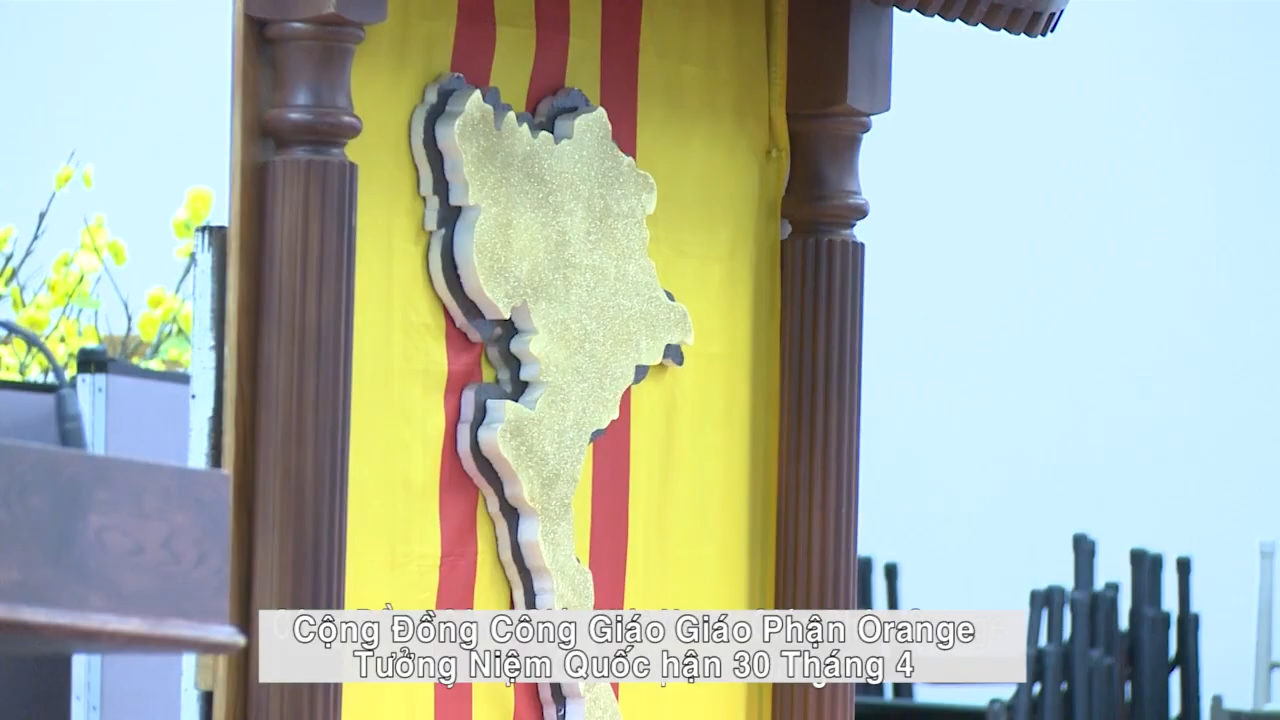 Cộng Đồng Công Giáo Giáo Phận Orange
Tưởng Niệm Quốc hận 30 Tháng 4